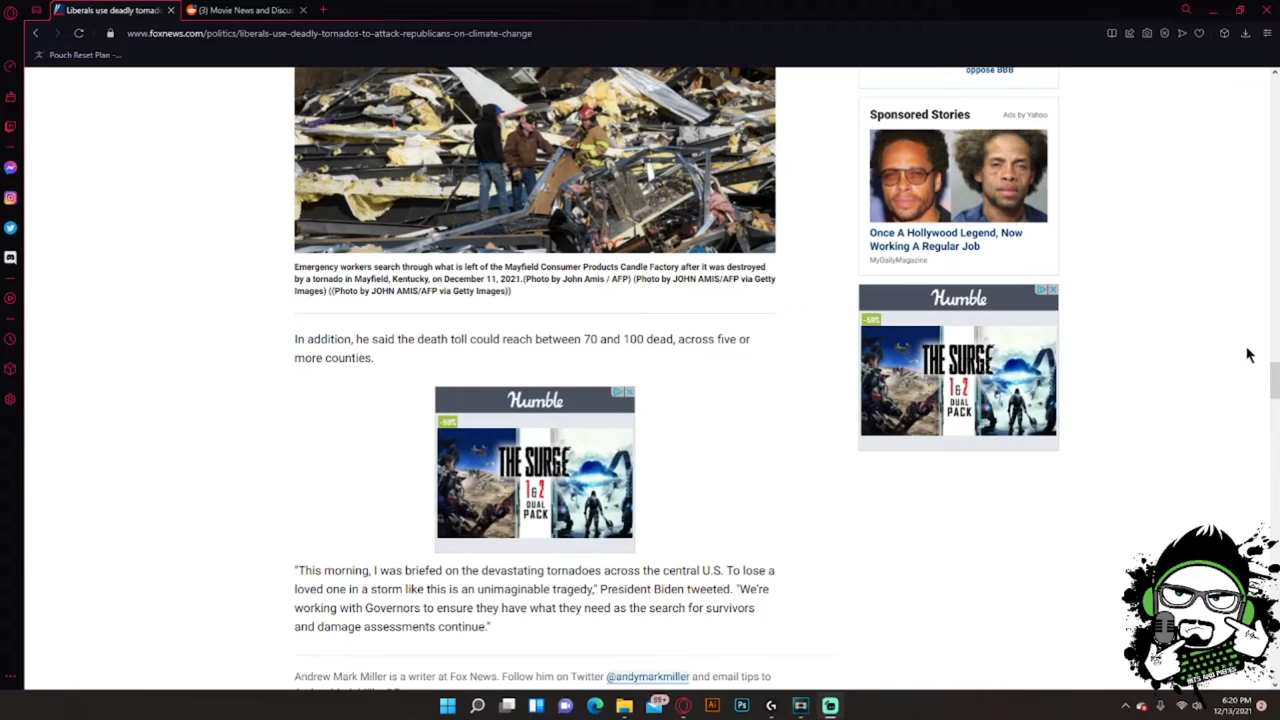 Liberals use deadly tornado
(3) Movie News and Discus
www.foxnews.com/politics/liberals-use-deadly-tornados-to-attack-republicans-on-climate-change
Pouch Reset Plan -...
oppose BBB
Sponsored Stories
Ads by Yahoo
Once A Hollywood Legend, Now
Working A Regular Job
MyDailyMagazine
Emergency workers search through what is left of the Mayfield Consumer Products Candle Factory after it was destroyed
by a tornado in Mayfield, Kentucky, on December 11, 2021.(Photo by John Amis / AFP) (Photo by JOHN AMIS/AFP via Getty
Images) ((Photo by JOHN AMIS/AFP via Getty Images))
Humble
THE SURGE
1&2
DUAL
PACK
In addition, he said the death toll could reach between 70 and 100 dead, across five or
more counties.
Humble
THE SURGE
1&2
DUAL
PACK
"This morning, I was briefed on the devastating tornadoes across the central U.S. To lose a
loved one in a storm like this is an unimaginable tragedy," President Biden tweeted. "We're
working with Governors to ensure they have what they need as the search for survivors
and damage assessments continue."
Andrew Mark Miller is a writer at Fox News. Follow him on Twitter @andymarkmiller and email tips to
BITS AND PIECES
99+
Ai
Ps
6:20 PM
12/13/2021
2